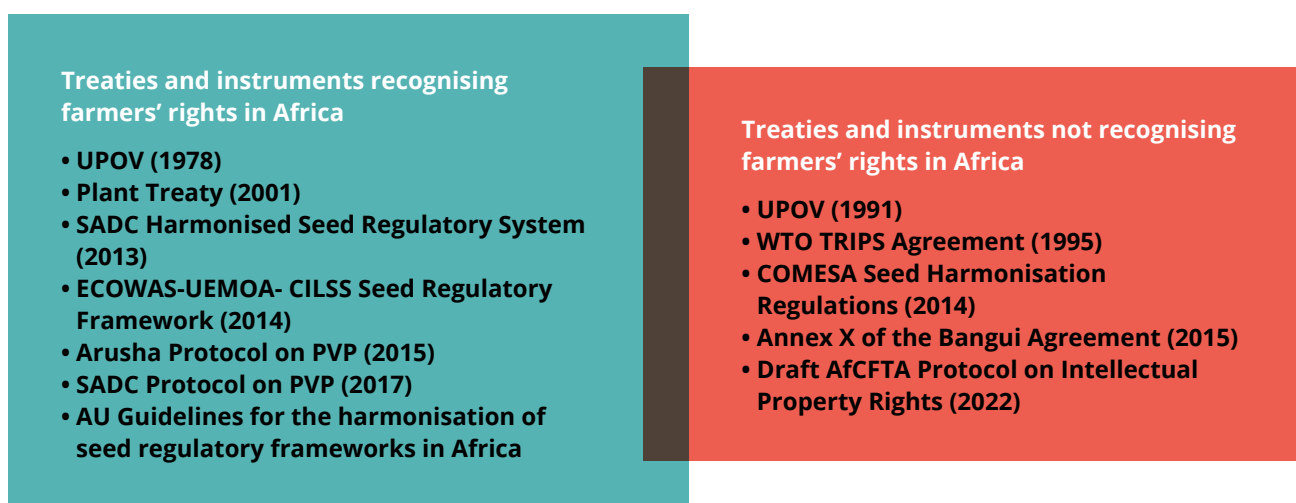 Treaties and instruments recognising
farmers’ rights in Africa
• UPOV (1978)
• Plant Treaty (2001)
• SADC Harmonised Seed Regulatory System
(2013)
• ECOWAS-UEMOA- CILSS Seed Regulatory
Framework (2014)
• Arusha Protocol on PVP (2015)
• SADC Protocol on PVP (2017)
• AU Guidelines for the harmonisation of
seed regulatory frameworks in Africa
Treaties and instruments not recognising
farmers’ rights in Africa
• UPOV (1991)
• WTO TRIPS Agreement (1995)
• COMESA Seed Harmonisation
Regulations (2014)
• Annex X of the Bangui Agreement (2015)
• Draft AfCFTA Protocol on Intellectual
Property Rights (2022)